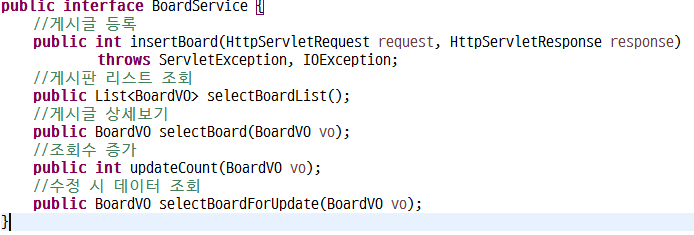 public interface BoardService {
//게시글 등록
public int insertBoard(HttpServletRequest request, HttpServletResponse response)
throws ServletException, IOException;
//게시판 리스트 조회
public List<BoardVO> selectBoardList();
//게시글 상세보기
public BoardVO selectBoard(BoardVO vo);
//조회수 증가
public int updateCount(BoardVO vo);
//수정 시 데이터 조회
public BoardVO selectBoardForUpdate(BoardVO vo);
}